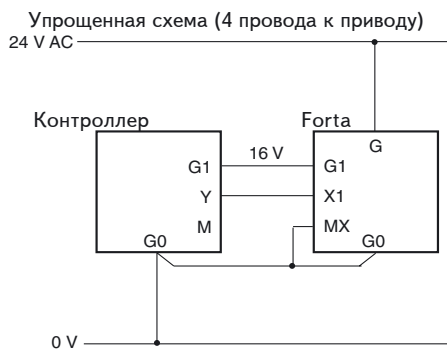 Упрощенная схема (4 провода к приводу)
24 V AC
Контроллер
Forta
G
G1
16 V
G1
Y
X1
M
MX
G0
G0
0 V